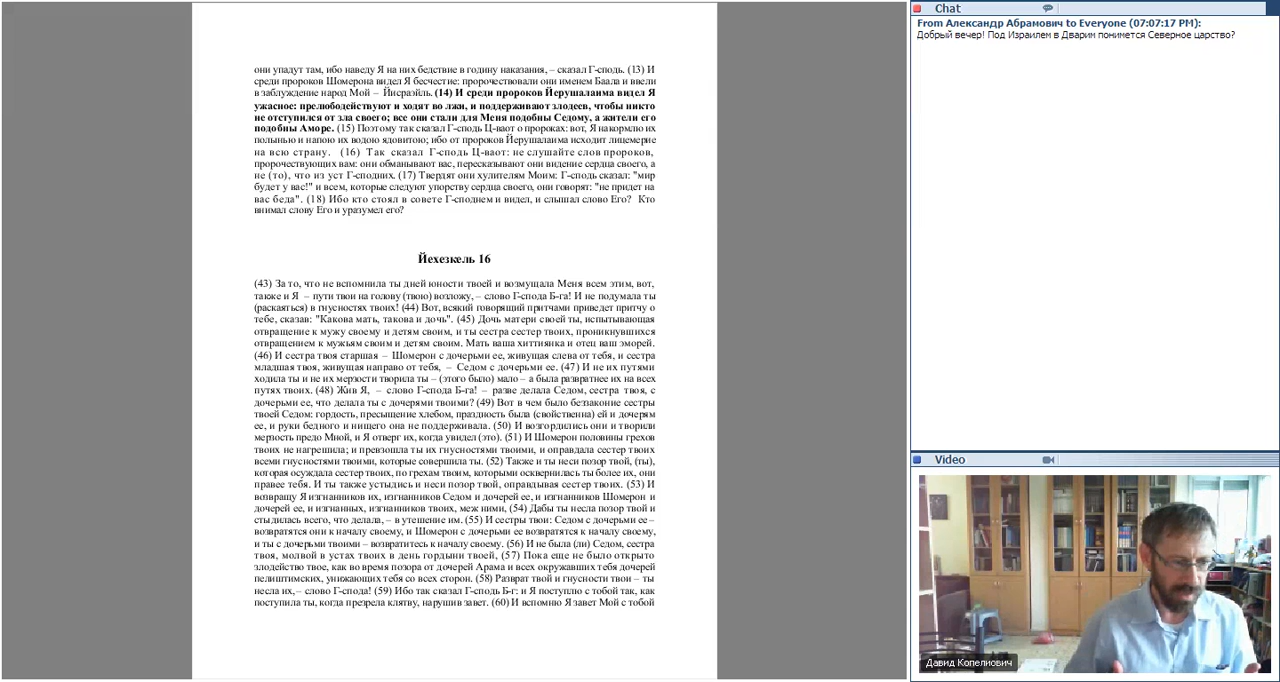 они упадут там, ибо наведу Я на них бедствие в годину наказания, – сказал Г-сподь. (13) И
среди пророков Шомерона видел Я бесчестие: пророчествовали они именем Баала и ввели
в заблуждение народ Мой – Йисраэйль. (14) И среди пророков Йерушалаима видел Я
ужасное: прелюбодействуют и ходят во лжи, и поддерживают злодеев, чтобы никто
не отступился от зла своего; все они стали для Меня подобны Седому, а жители его
подобны Аморе. (15) Поэтому так сказал Г-сподь Ц-ваот о пророках: вот, Я накормлю их
полынью и напою их водою ядовитою; ибо от пророков Йерушалаима исходит лицемерие
на всю страну. (16) Так сказал Г-сподь Ц-ваот: не слушайте слов пророков,
пророчествующих вам: они обманывают вас, пересказывают они видение сердца своего, а
не (то), что из уст Г-сподних. (17) Твердят они хулителям Моим: Г-сподь сказал: "мир
будет у вас!" и всем, которые следуют упорству сердца своего, они говорят: "не придет на
вас беда". (18) Ибо кто стоял в совете Г-споднем и видел, и слышал слово Его? Кто
внимал слову Его и уразумел его?
Йехезкель 16
(43) За то, что не вспомнила ты дней юности твоей и возмущала Меня всем этим, вот,
также и Я – пути твои на голову (твою) возложу, – слово Г-спода Б-га! И не подумала ты
(раскаяться) в гнусностях твоих! (44) Вот, всякий говорящий притчами приведет притчу о
тебе, сказав: "Какова мать, такова и дочь". (45) Дочь матери своей ты, испытывающая
отвращение к мужу своему и детям своим, и ты сестра сестер твоих, проникнувшихся
отвращением к мужьям своим и детям своим. Мать ваша хиттиянка и отец ваш эморей.
(46) И сестра твоя старшая – Шомерон с дочерьми ее, живущая слева от тебя, и сестра
младшая твоя, живущая направо от тебя, – Седом с дочерьми ее. (47) И не их путями
ходила ты и не их мерзости творила ты – (этого было) мало – а была развратнее их на всех
путях твоих. (48) Жив Я, – слово Г-спода Б-га! – разве делала Седом, сестра твоя, с
дочерьми ее, что делала ты с дочерями твоими? (49) Вот в чем было беззаконие сестры
твоей Седом: гордость, пресыщение хлебом, праздность была (свойственна) ей и дочерям
ее, и руки бедного и нищего она не поддерживала. (50) И возгордились они и творили
мерзость предо Мной, и Я отверг их, когда увидел (это). (51) И Шомерон половины грехов
твоих не нагрешила; и превзошла ты их гнусностями твоими, и оправдала сестер твоих
всеми гнусностями твоими, которые совершила ты. (52) Также и ты неси позор твой, (ты),
которая осуждала сестер твоих, по грехам твоим, которыми осквернилась ты более их, они
правее тебя. И ты также устыдись и неси позор твой, оправдывая сестер твоих. (53) И
возвращу Я изгнанников их, изгнанников Седом и дочерей ее, и изгнанников Шомерон и
дочерей ее, и изгнанных, изгнанников твоих, меж ними, (54) Дабы ты несла позор твой и
стыдилась всего, что делала, – в утешение им. (55) И сестры твои: Седом с дочерьми ее –
возвратятся они к началу своему, и Шомерон с дочерьми ее возвратятся к началу своему,
и ты с дочерьми твоими – возвратитесь к началу своему. (56) И не была (ли) Седом, сестра
твоя, молвой в устах твоих в день гордыни твоей, (57) Пока еще не было открыто
злодейство твое, как во время позора от дочерей Арама и всех окружавших тебя дочерей
пелиштимских, унижающих тебя со всех сторон. (58) Разврат твой и гнусности твои – ты
несла их, – слово Г-спода! (59) Ибо так сказал Г-сподь Б-г: и Я поступлю с тобой так, как
поступила ты, когда презрела клятву, нарушив завет. (60) И вспомню Я завет Мой с тобой
Chat
From Александр Абрамович to Everyone (07:07:17 PM):
Добрый вечер! Под Израилем в Дварим понимется Северное царство?
Video
Давид Копелиович